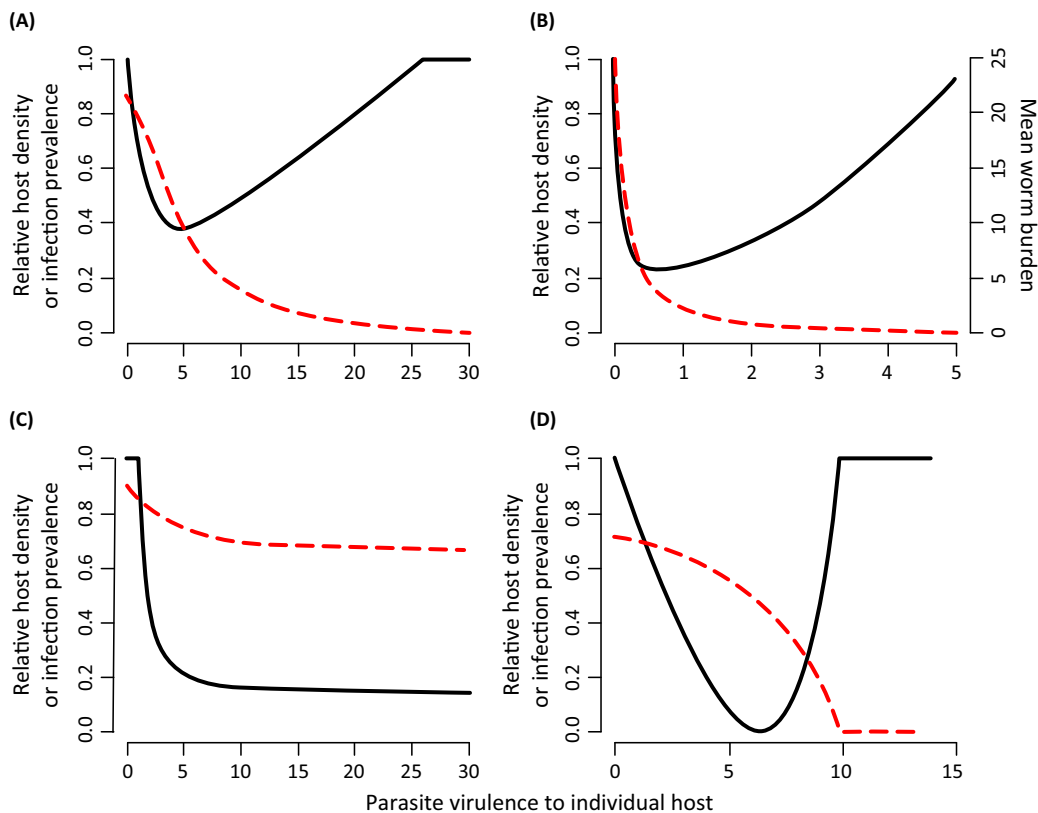 (A)
Relative host density
or infection prevalence
0.0 0.2 0.4 0.6 0.8 1.0
0 5 10 15 20 25 30
(B)
Relative host density
0.0 0.2 0.4 0.6 0.8 1.0
0 1 2 3 4 5
0 5 10 15 20 25
Mean worm burden
(C)
Relative host density
or infection prevalence
0.0 0.2 0.4 0.6 0.8 1.0
0 5 10 15 20 25 30
(D)
Relative host density
or infection prevalence
0.0 0.2 0.4 0.6 0.8 1.0
0 5 10 15
Parasite virulence to individual host